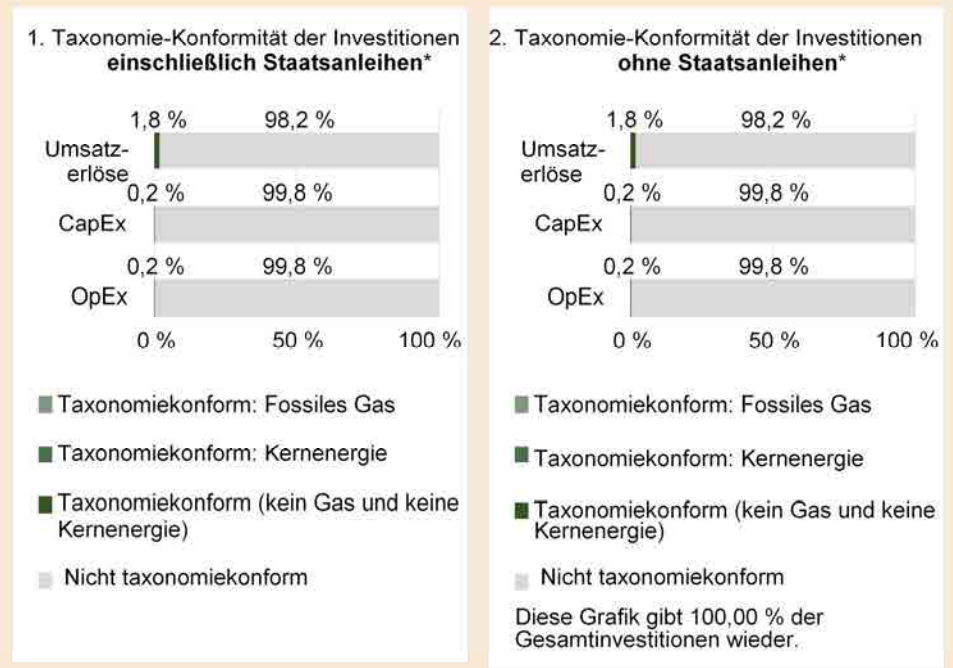 1. Taxonomie-Konformität der Investitionen
einschließlich Staatsanleihen*
1,8 % 98,2 %
Umsatz-
erlöse
0,2 % 99,8 %
CapEx
0,2 % 99,8 %
OpEx
0 % 50 % 100 %
Taxonomiekonform: Fossiles Gas
Taxonomiekonform: Kernenergie
Taxonomiekonform (kein Gas und keine
Kernenergie)
Nicht taxonomiekonform
2. Taxonomie-Konformität der Investitionen
ohne Staatsanleihen*
1,8 % 98,2 %
Umsatz-
erlöse
0,2 % 99,8 %
CapEx
0,2 % 99,8 %
OpEx
0 % 50 % 100 %
Taxonomiekonform: Fossiles Gas
Taxonomiekonform: Kernenergie
Taxonomiekonform (kein Gas und keine
Kernenergie)
Nicht taxonomiekonform
Diese Grafik gibt 100,00 % der
Gesamtinvestitionen wieder.